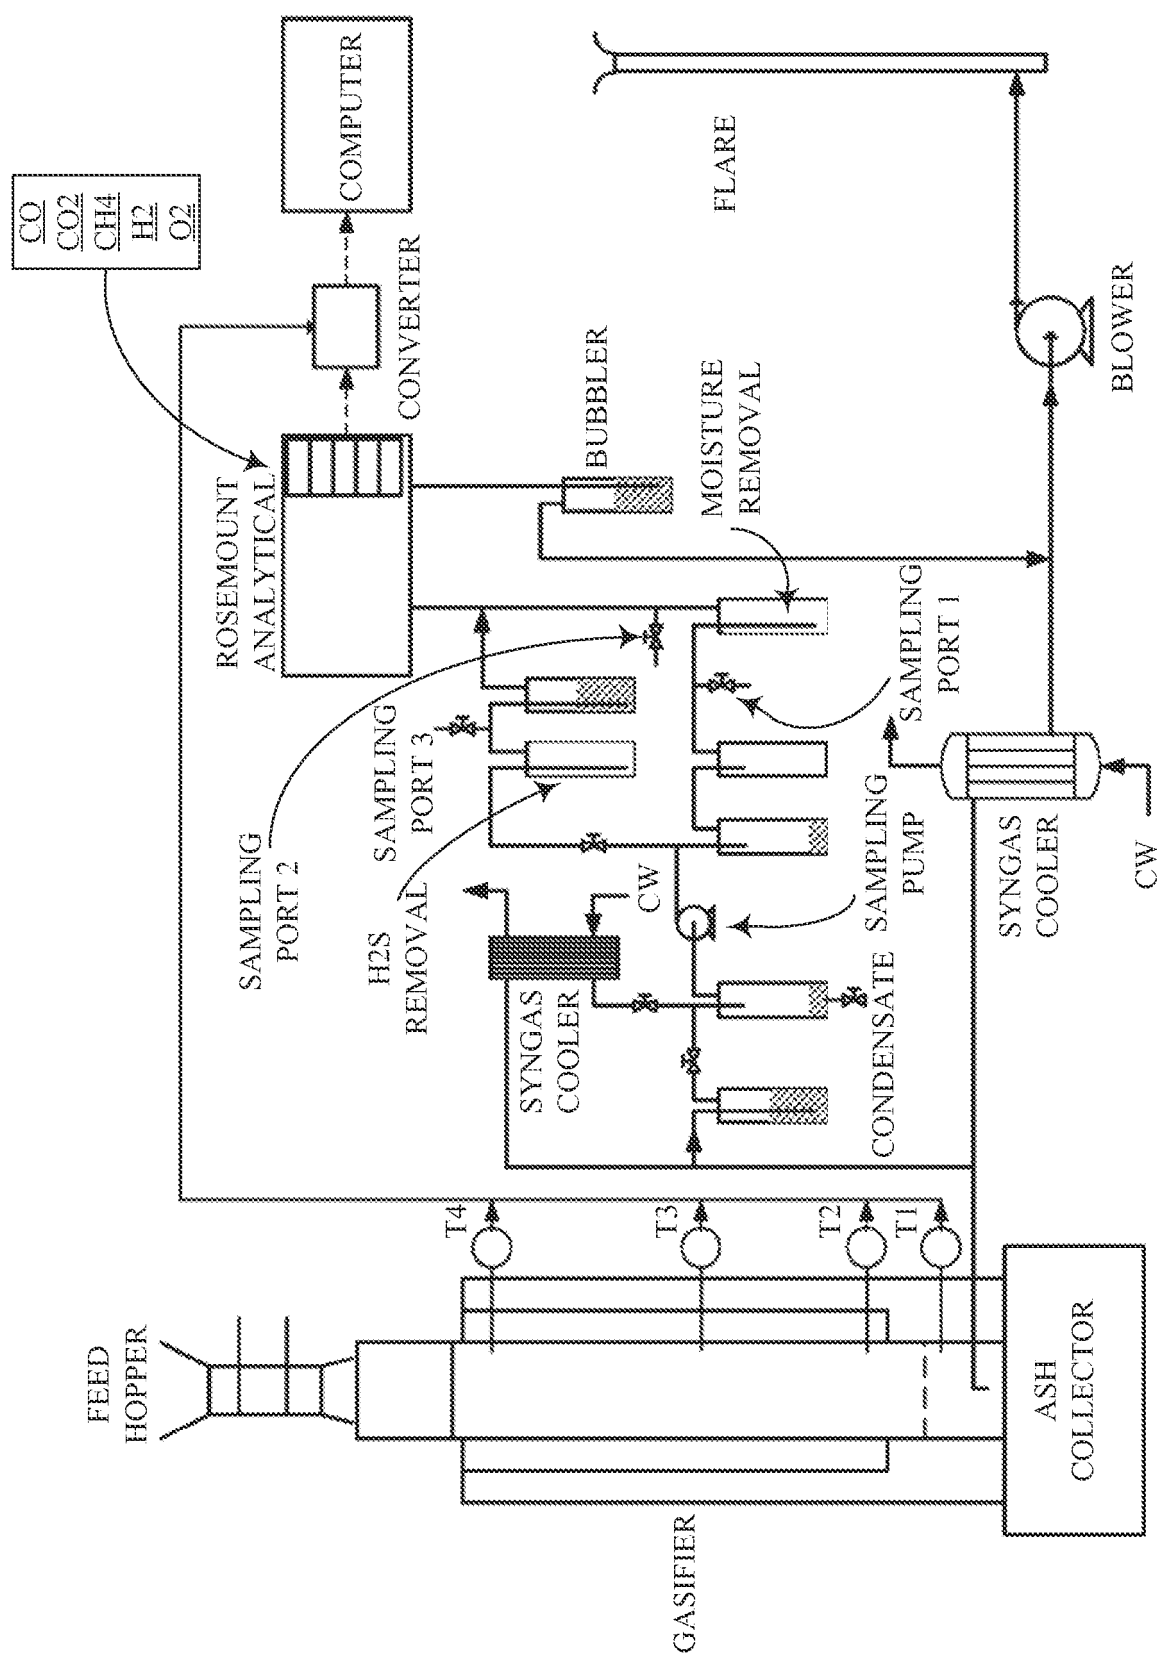 CO
CO2
CH4
H2
O2
COMPUTER
CONVERTER
ROSEMOUNT
ANALYTICAL
FLARE
BUBBLER
BLOWER
MOISTURE
REMOVAL
SAMPLING
PORT 1
SAMPLING
PORT 2
SAMPLING
PORT 3
H2S
REMOVAL
SAMPLING
PUMP
CW
SYNGAS
COOLER
SYNGAS
COOLER
CW
CONDENSATE
T4
T3
T2
T1
FEED
HOPPER
GASIFIER
ASH
COLLECTOR